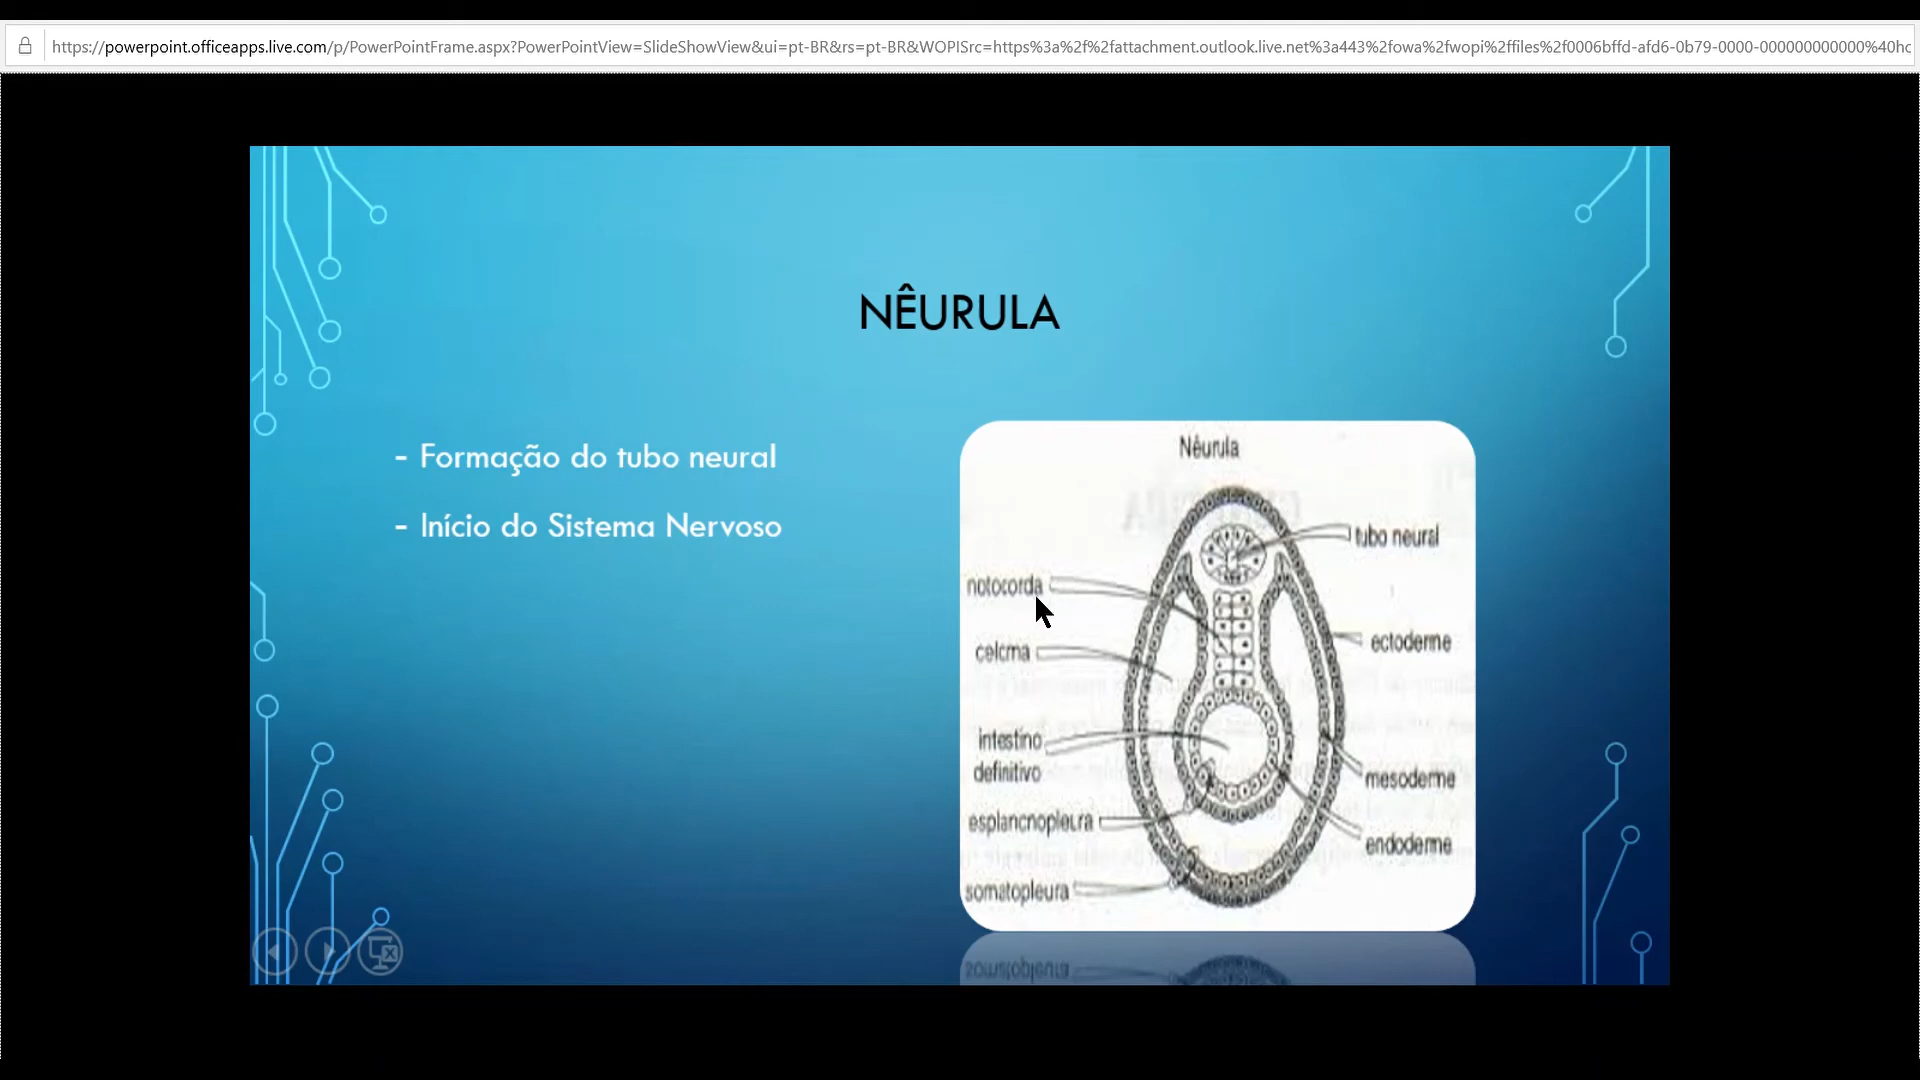 https://powerpoint.officeapps.live.com/p/PowerPointFrame.aspx?PowerPointView=SlideShowView&ui=pt-BR&rs=pt-BR&WOPISrc=https%3a%2f%2fattachment.outlook.live.net%3a443%2fowa%2fwopi%2ffiles%2f0006bffd-afd6-0b79-0000-000000000000%40hc
NÊURULA
- Formação do tubo neural
- Início do Sistema Nervoso
Nêurula
tubo neural
notocorda
ectoderme
celcma
intestino
definitivo
mesoderme
esplancnopleura
endoderme
somatopleura